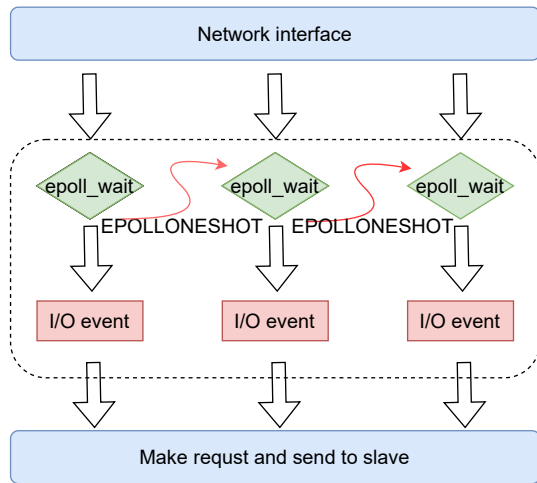 Network interface
epoll_wait
epoll_wait
epoll_wait
EPOLLONESHOT
EPOLLONESHOT
I/O event
I/O event
I/O event
Make requst and send to slave